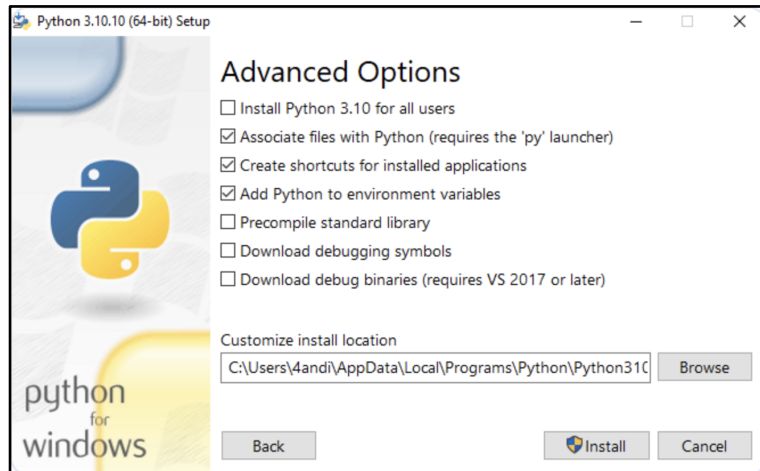 Python 3.10.10 (64-bit) Setup
Advanced Options
Install Python 3.10 for all users
Associate files with Python (requires the 'py' launcher)
Create shortcuts for installed applications
Add Python to environment variables
Precompile standard library
Download debugging symbols
Download debug binaries (requires VS 2017 or later)
Customize install location
C:\Users\4andi\AppData\Local\Programs\Python\Python310
Browse
python
for
windows
Back
Install
Cancel